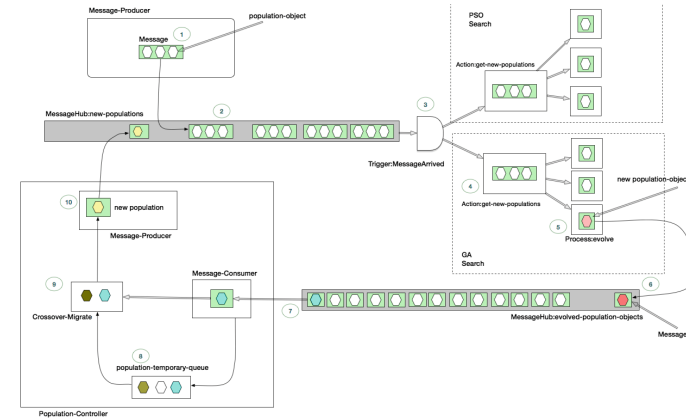 Message-Producer
population-object
Message
1
PSO
Search
Action:get-new-populations
MessageHub:new-populations
2
3
Trigger:MessageArrived
4
Action:get-new-populations
new population-objec
5
Process:evolve
GA
Search
10
new population
Message-Producer
9
Message-Consumer
Crossover-Migrate
7
6
MessageHub:evolved-population-objects
Message
8
population-temporary-queue
Population-Controller